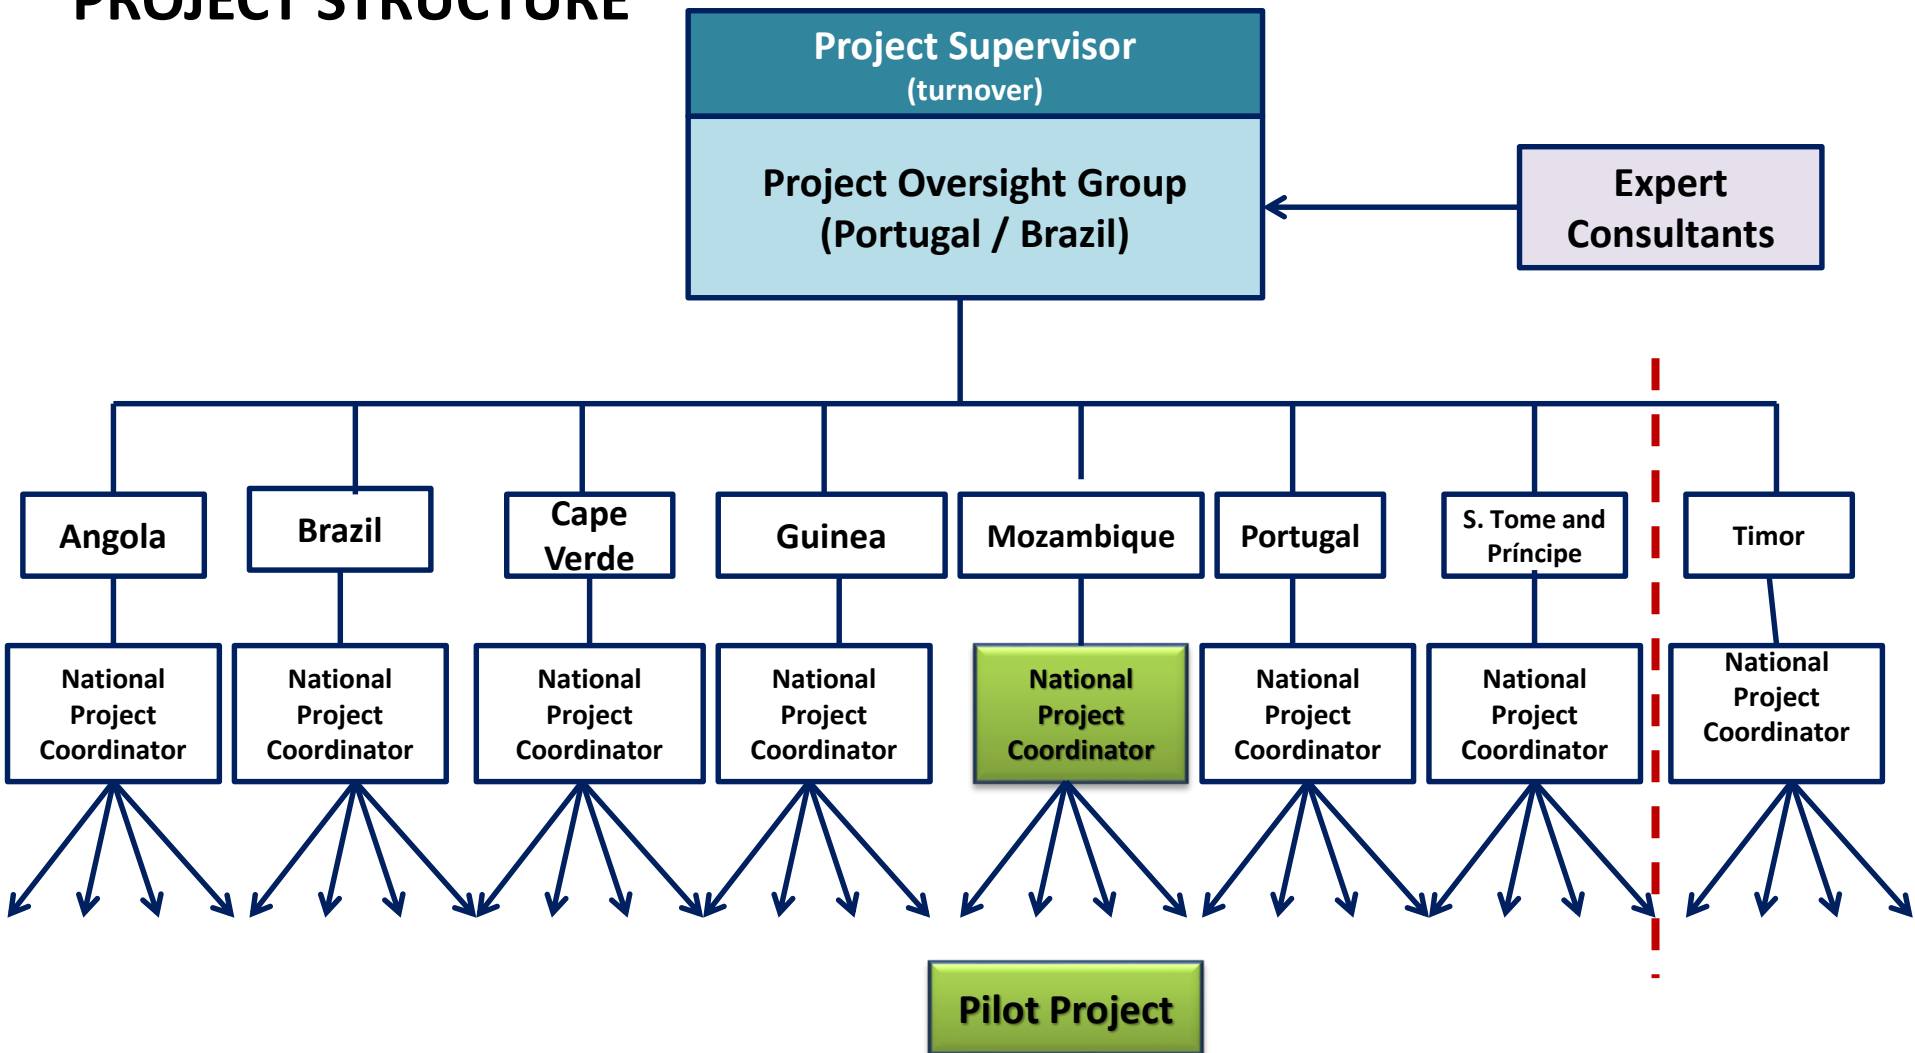 PROJECT STRUCTURE
Project Supervisor
(turnover)
Project Oversight Group
(Portugal / Brazil)
Expert
Consultants
Angola
Brazil
Cape
Verde
Guinea
Mozambique
Portugal
S. Tome and
Príncipe
Timor
National
Project
Coordinator
National
Project
Coordinator
National
Project
Coordinator
National
Project
Coordinator
National
Project
Coordinator
National
Project
Coordinator
National
Project
Coordinator
National
Project
Coordinator
Pilot Project